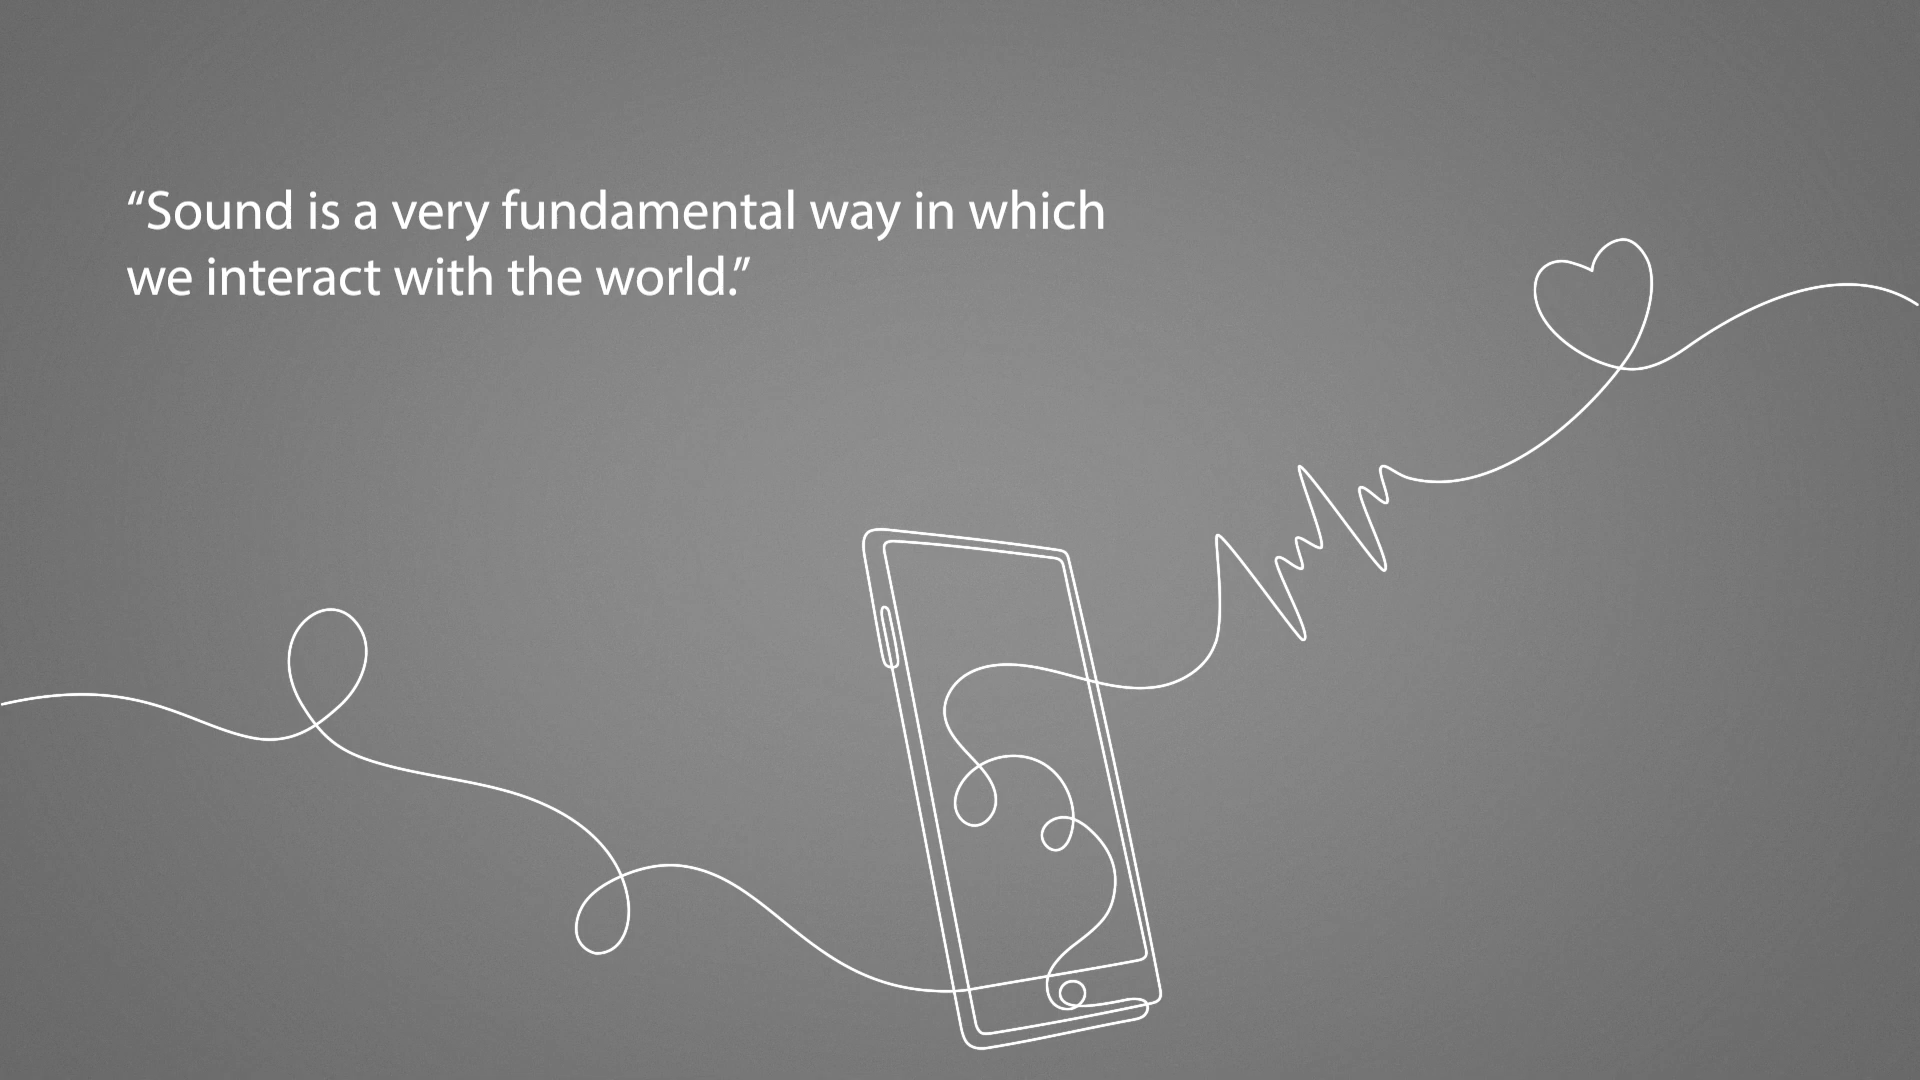 “Sound is a very fundamental way in which
we interact with the world.”